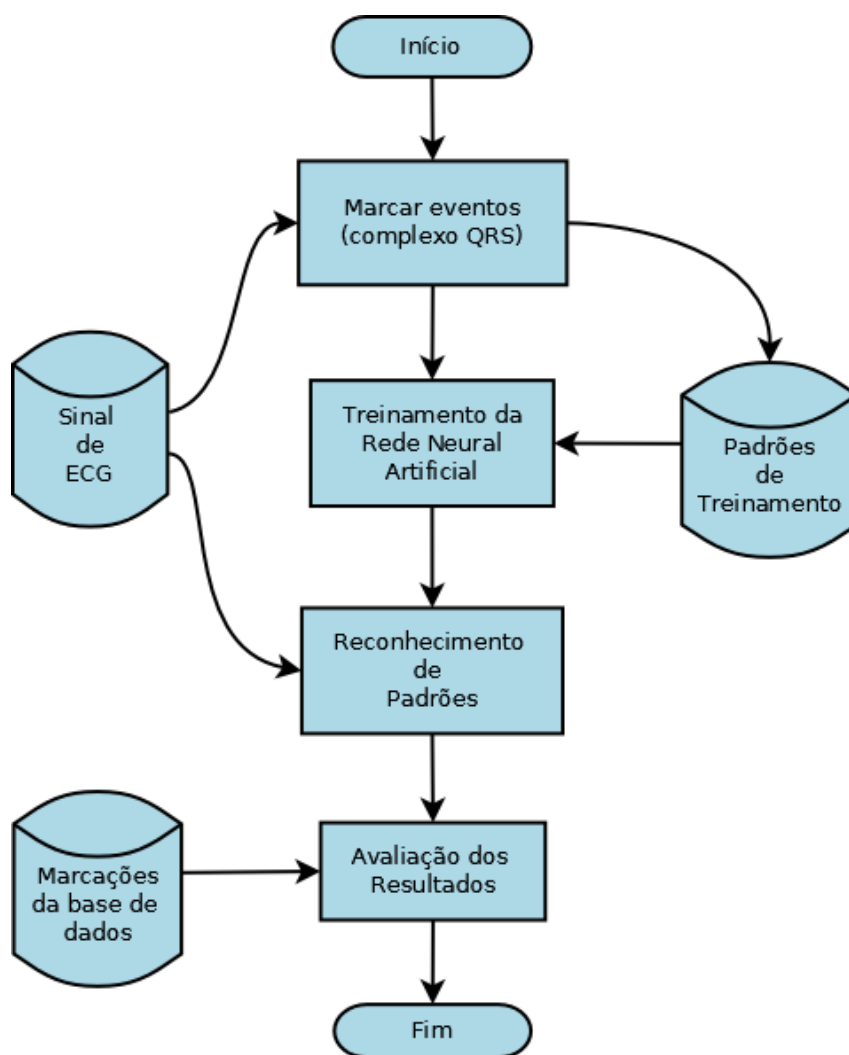 Início
Marcar eventos
(complexo QRS)
Sinal
de
ECG
Treinamento da
Rede Neural
Artificial
Padrões
de
Treinamento
Reconhecimento
de
Padrões
Marcações
da base de
dados
Avaliação dos
Resultados
Fim